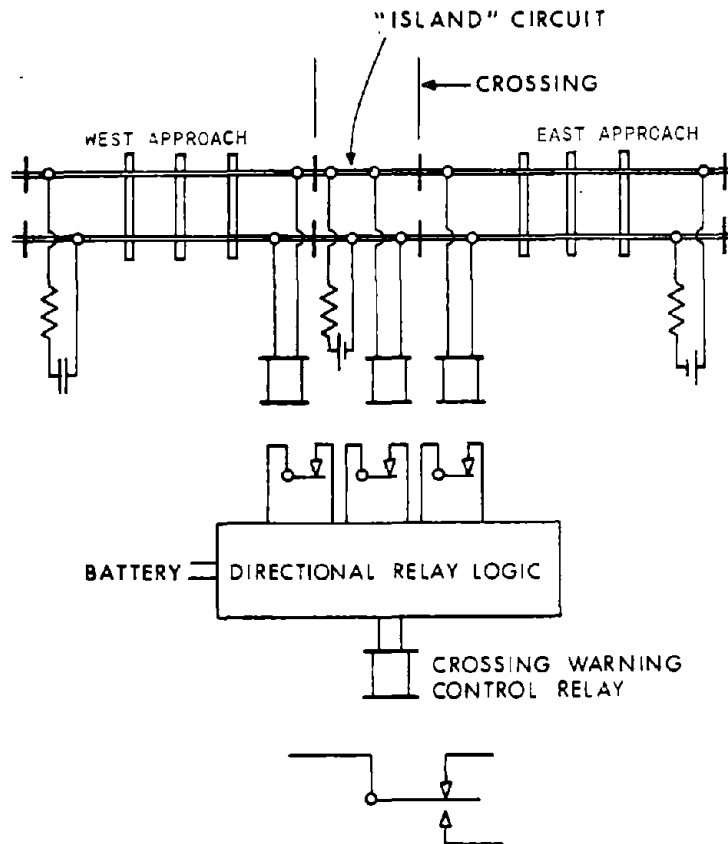 "ISLAND" CIRCUIT
CROSSING
WEST APPROACH
EAST APPROACH
BATTERY
DIRECTIONAL RELAY LOGIC
CROSSING WARNING
CONTROL RELAY